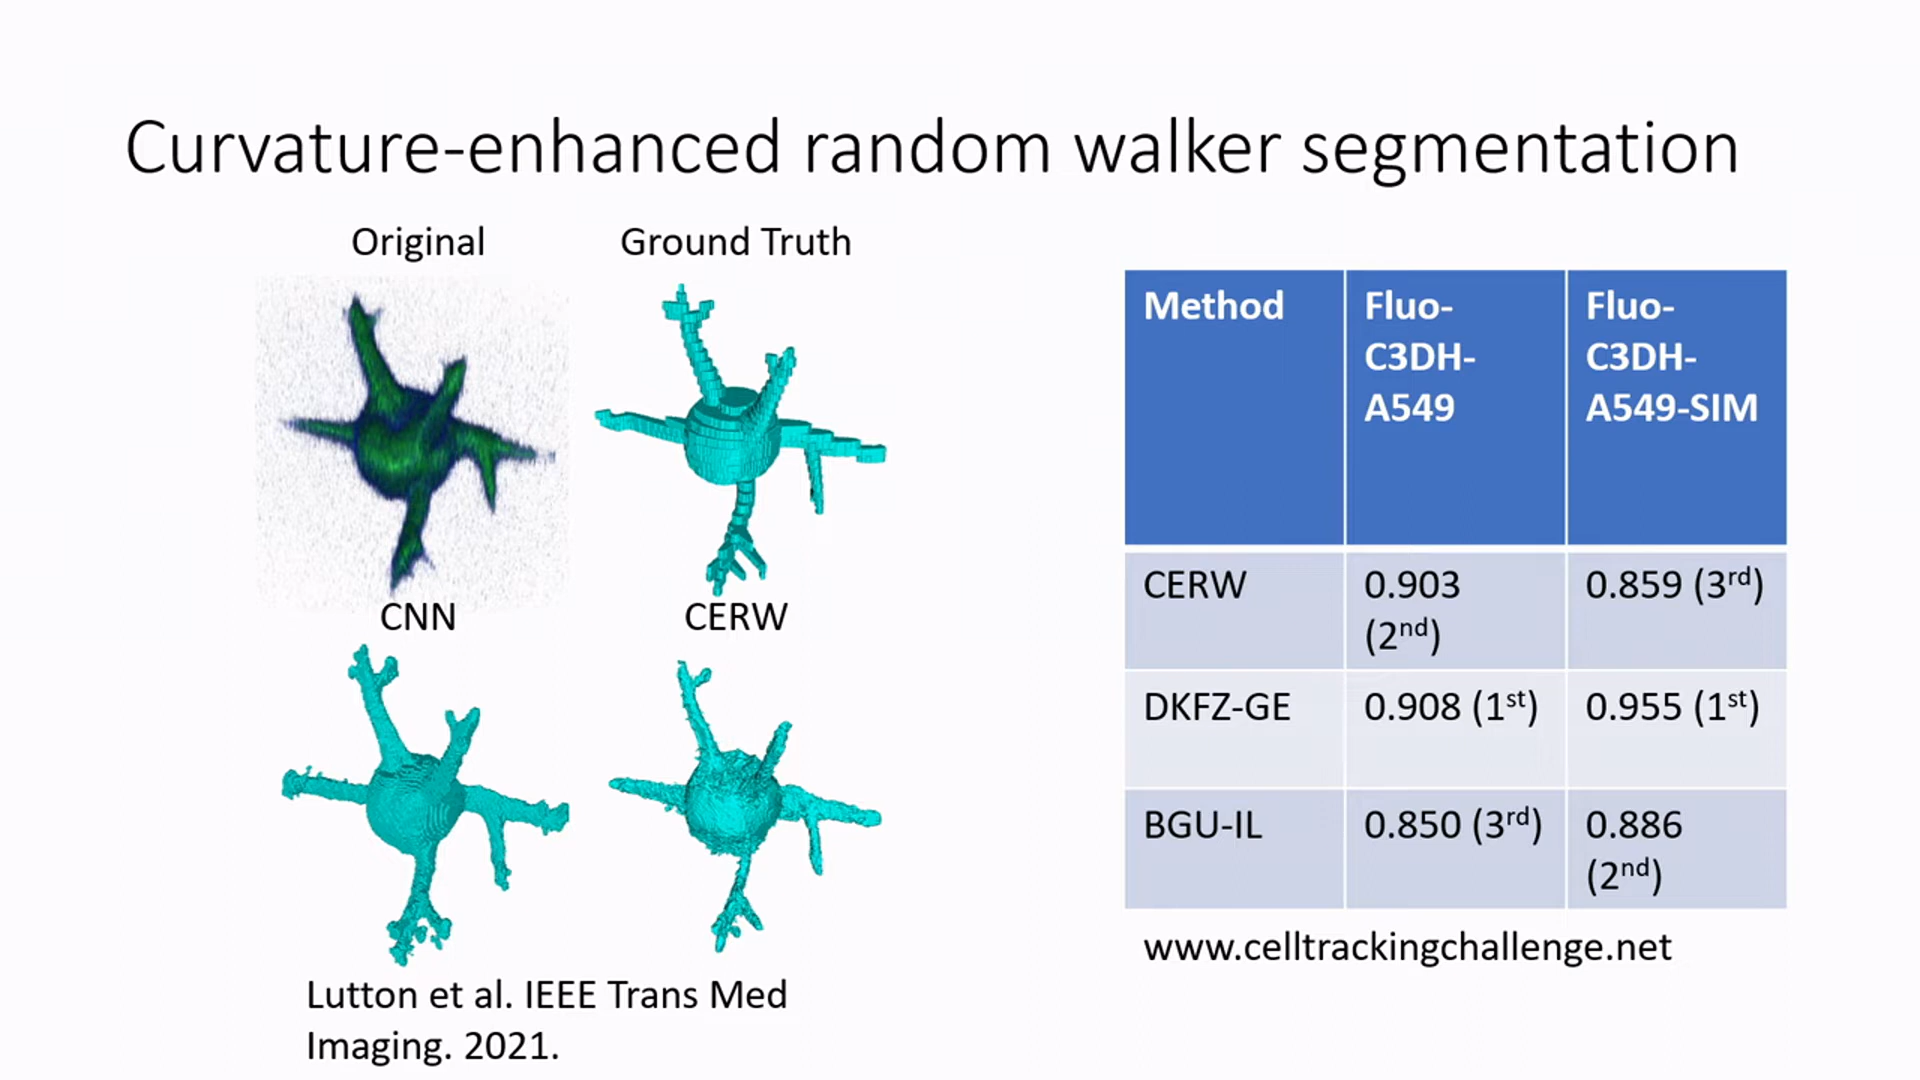 Curvature-enhanced random walker segmentation
Original
Ground Truth
CNN
CERW
Lutton et al. IEEE Trans Med
Imaging. 2021.
Method
Fluo-
C3DH-
A549
Fluo-
C3DH-
A549-SIM
CERW
0.903
(2nd)
0.859 (3rd)
DKFZ-GE
0.908 (1st)
0.955 (1st)
BGU-IL
0.850 (3rd)
0.886
(2nd)
www.celltrackingchallenge.net